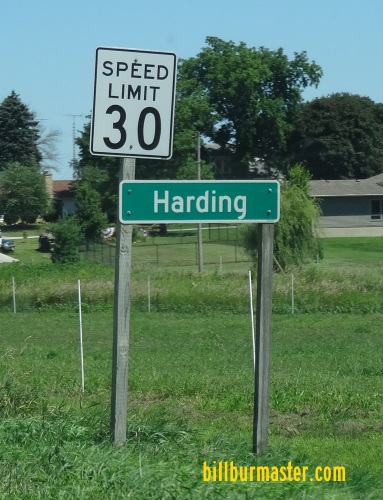 SPEED
LIMIT
30
Harding
billburmaster.com